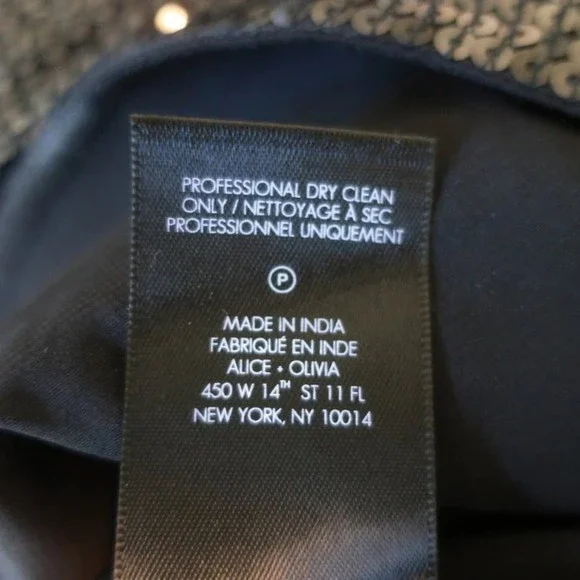 PROFESSIONAL DRY CLEAN
ONLY / NETTOYAGE À SEC
PROFESSIONNEL UNIQUEMENT
P
MADE IN INDIA
FABRIQUÉ EN INDE
ALICE + OLIVIA
450 W 14TH ST 11 FL
NEW YORK, NY 10014